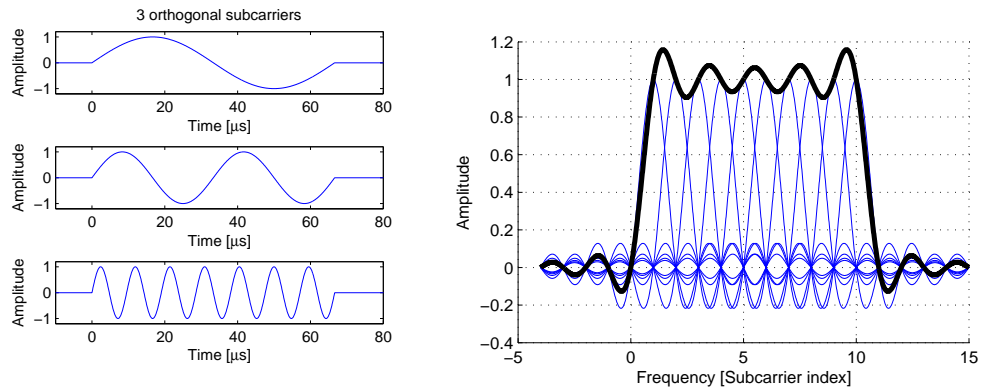 3 orthogonal subcarriers
Amplitude
1
0
−1
0 20 40 60 80
Time [µs]
Amplitude
1
0
−1
0 20 40 60 80
Time [µs]
Amplitude
1
0
−1
0 20 40 60 80
Time [µs]
Amplitude
1.2
1
0.8
0.6
0.4
0.2
0
−0.2
−0.4
−5 0 5 10 15
Frequency [Subcarrier index]